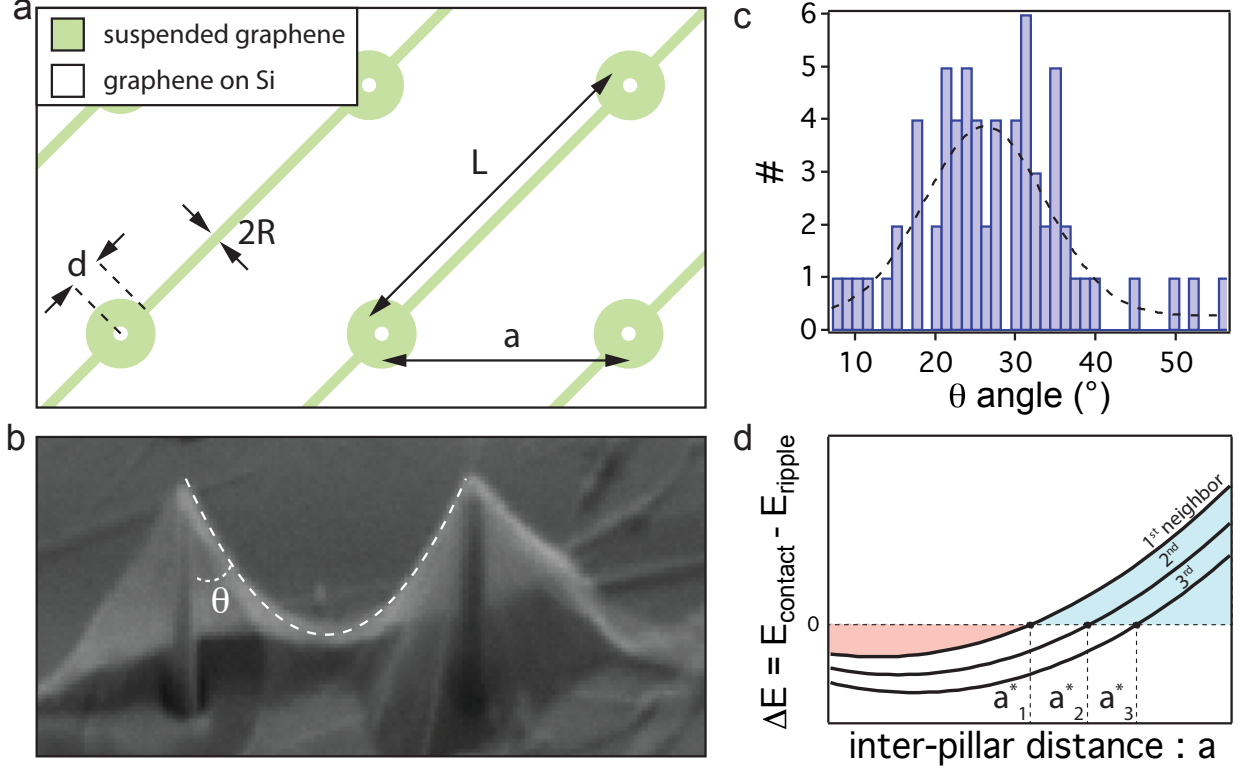 a
suspended graphene
graphene on Si
L
2R
d
a
b
θ
c
#
6
5
4
3
2
1
0
10 20 30 40 50
θ angle (°)
d
ΔE = E_contact - E_ripple
0
1st neighbor
2nd
3rd
a*1 a*2 a*3
inter-pillar distance : a